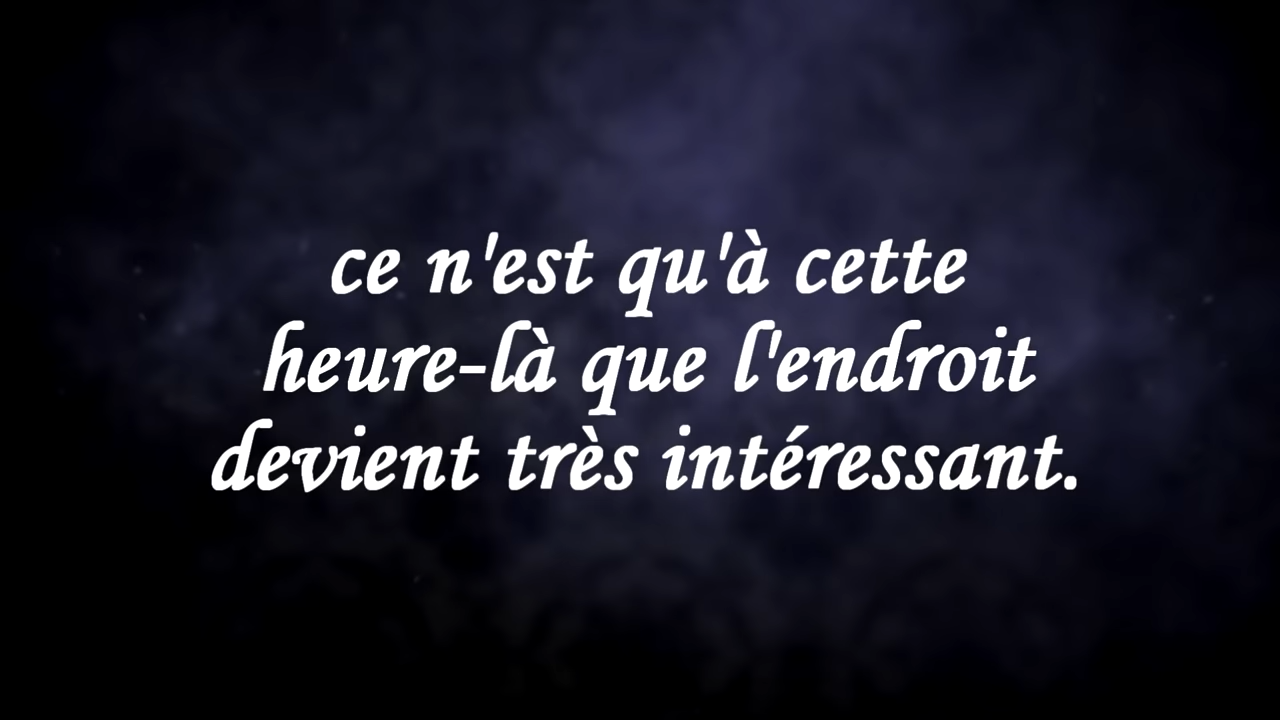 ce n'est qu'à cette
heure-là que l'endroit
devient très intéressant.